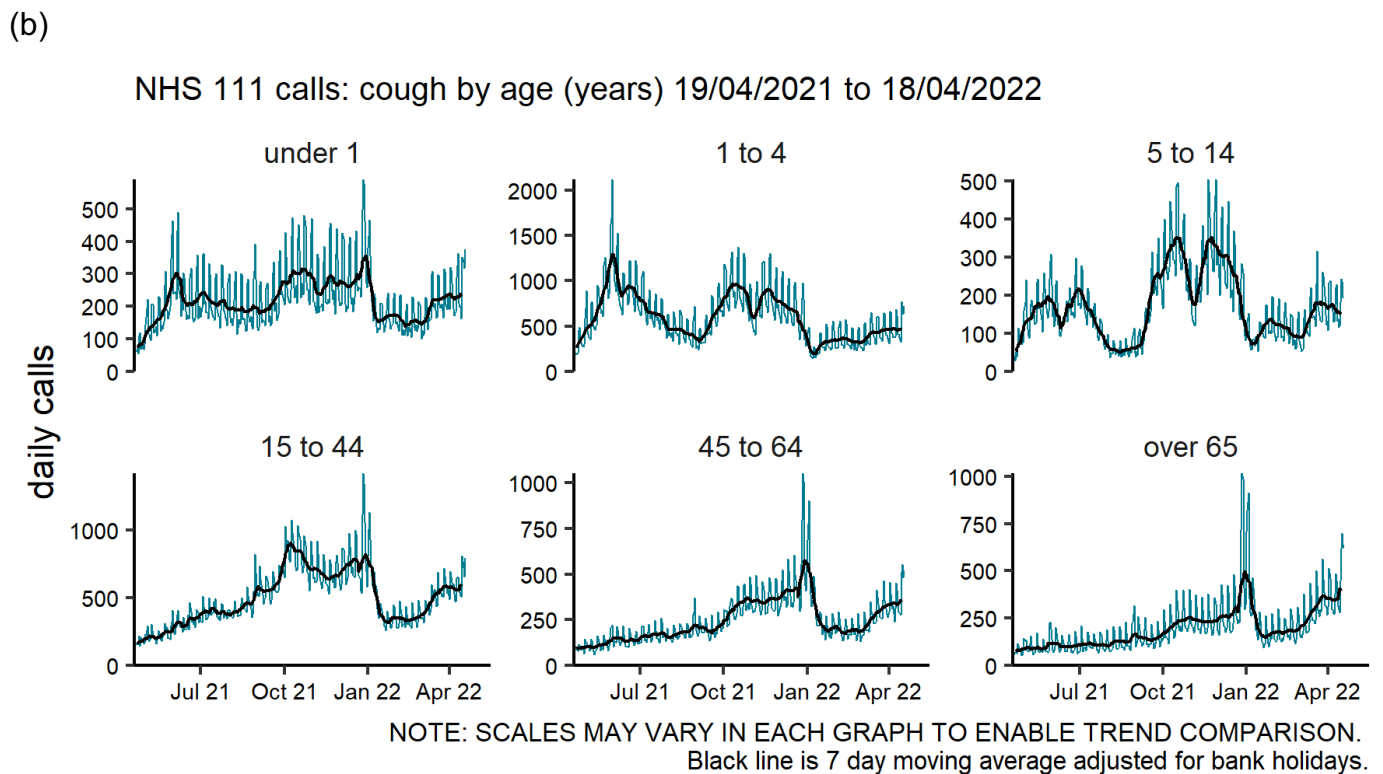 (b)
NHS 111 calls: cough by age (years) 19/04/2021 to 18/04/2022
daily calls
under 1
500
400
300
200
100
0
1 to 4
2000
1500
1000
500
0
5 to 14
500
400
300
200
100
0
15 to 44
1000
500
0
Jul 21 Oct 21 Jan 22 Apr 22
45 to 64
1000
750
500
250
0
Jul 21 Oct 21 Jan 22 Apr 22
over 65
1000
750
500
250
0
Jul 21 Oct 21 Jan 22 Apr 22
NOTE: SCALES MAY VARY IN EACH GRAPH TO ENABLE TREND COMPARISON.
Black line is 7 day moving average adjusted for bank holidays.